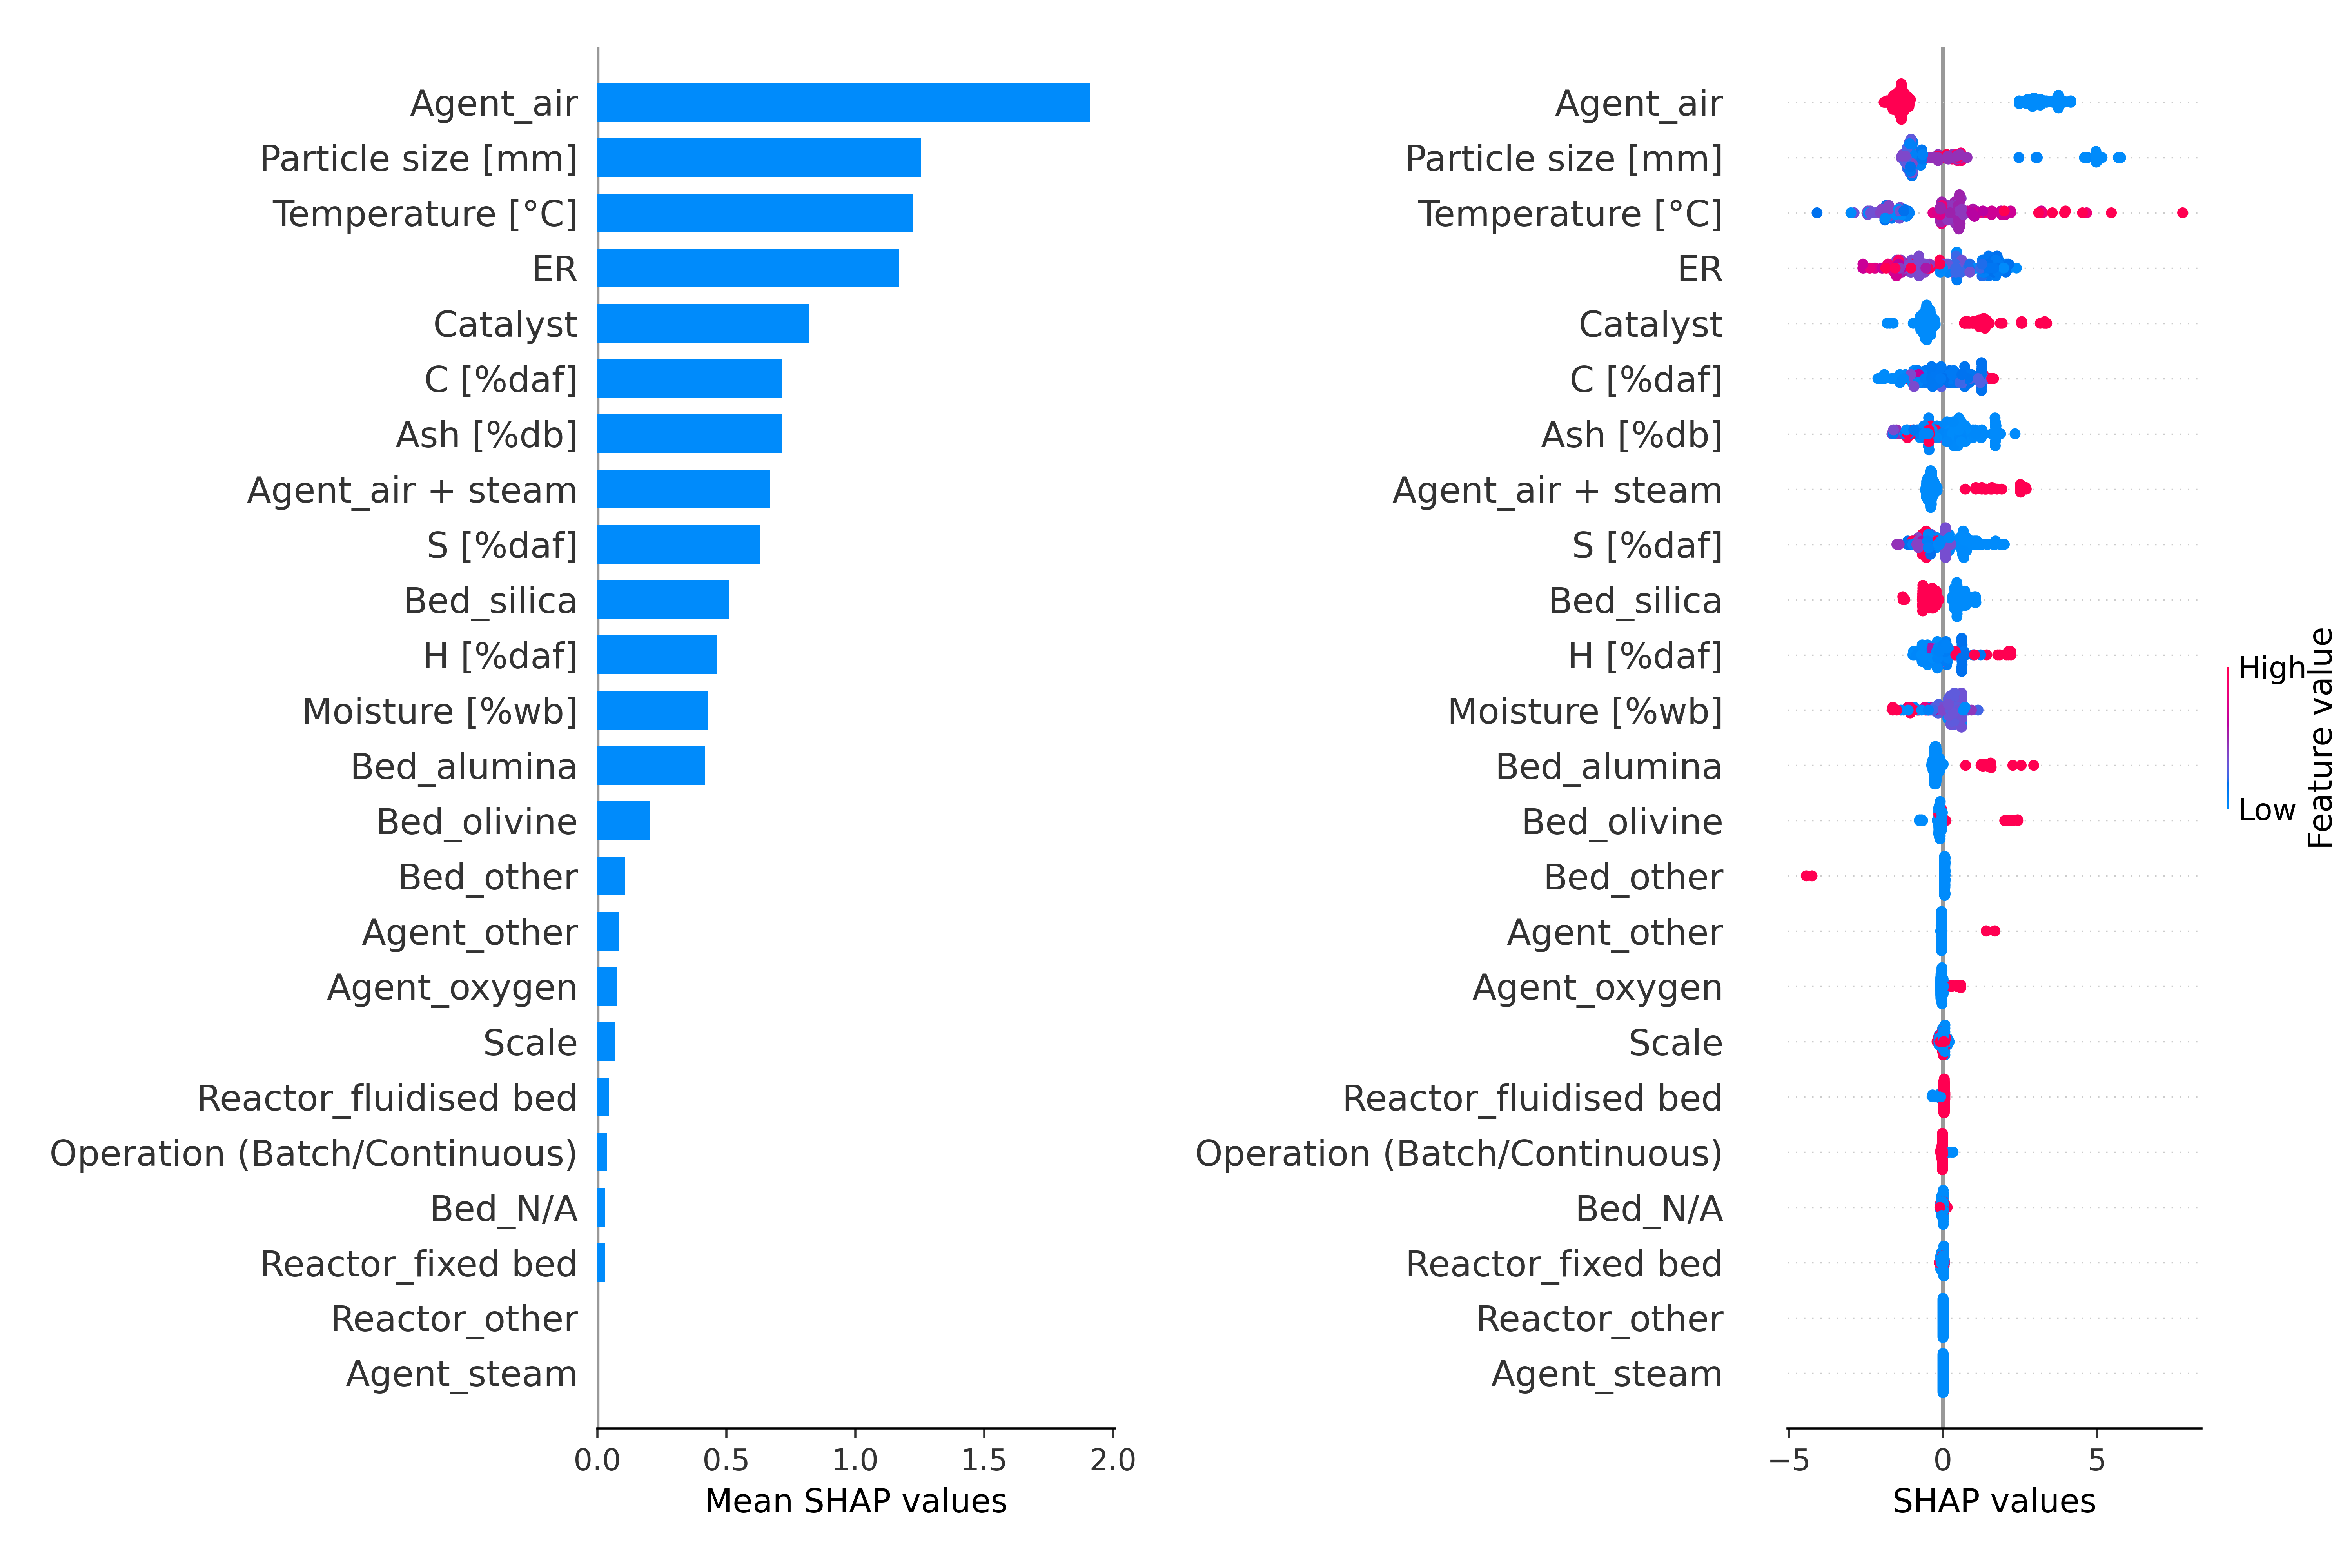 Agent_air
Particle size [mm]
Temperature [°C]
ER
Catalyst
C [%daf]
Ash [%db]
Agent_air + steam
S [%daf]
Bed_silica
H [%daf]
Moisture [%wb]
Bed_alumina
Bed_olivine
Bed_other
Agent_other
Agent_oxygen
Scale
Reactor_fluidised bed
Operation (Batch/Continuous)
Bed_N/A
Reactor_fixed bed
Reactor_other
Agent_steam
0.0 0.5 1.0 1.5 2.0
Mean SHAP values
Agent_air
Particle size [mm]
Temperature [°C]
ER
Catalyst
C [%daf]
Ash [%db]
Agent_air + steam
S [%daf]
Bed_silica
H [%daf]
Moisture [%wb]
Bed_alumina
Bed_olivine
Bed_other
Agent_other
Agent_oxygen
Scale
Reactor_fluidised bed
Operation (Batch/Continuous)
Bed_N/A
Reactor_fixed bed
Reactor_other
Agent_steam
−5 0 5
SHAP values
High
Low
Feature value